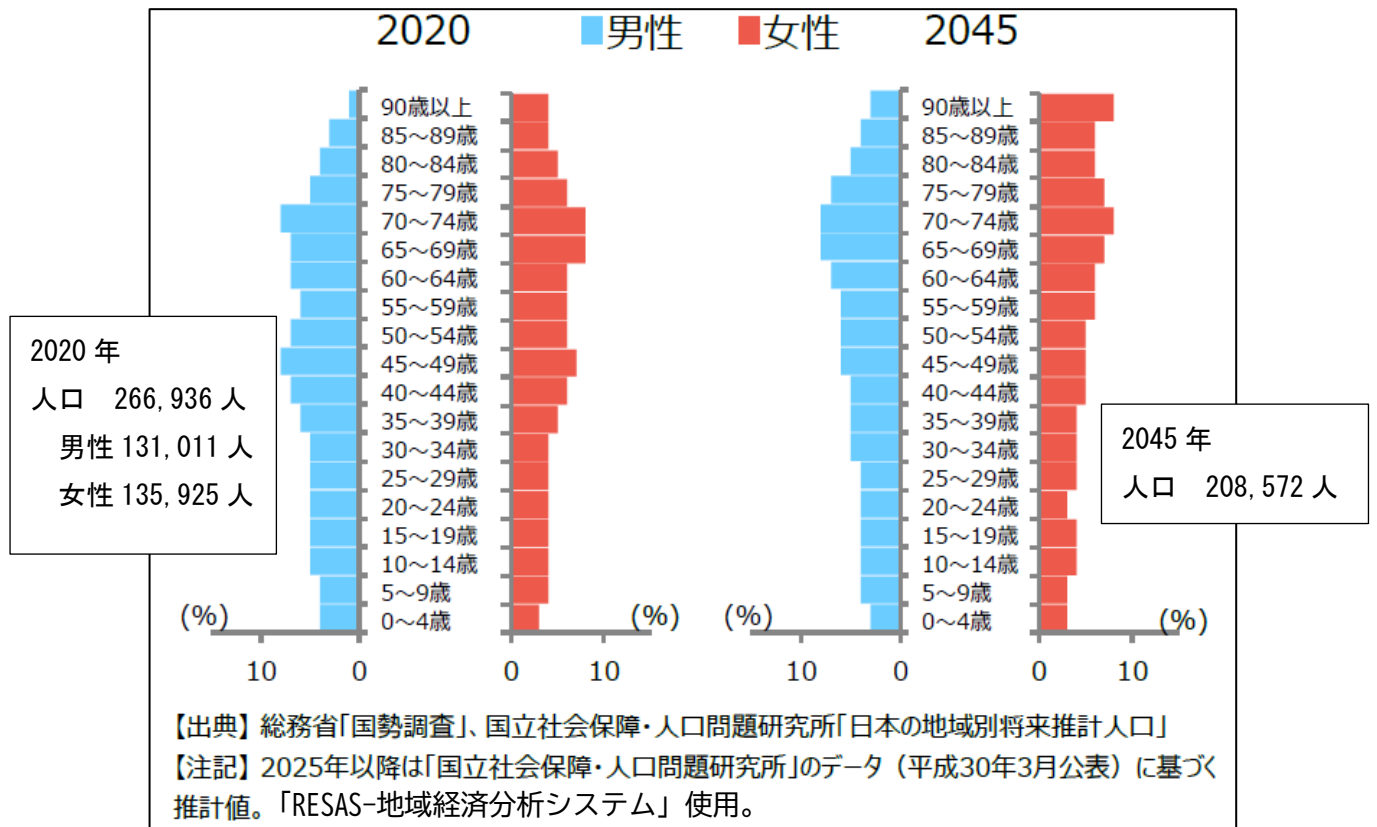 2020 男性 女性 2045
90歳以上 90歳以上
85～89歳 85～89歳
80～84歳 80～84歳
75～79歳 75～79歳
70～74歳 70～74歳
65～69歳 65～69歳
60～64歳 60～64歳
55～59歳 55～59歳
50～54歳 50～54歳
45～49歳 45～49歳
40～44歳 40～44歳
35～39歳 35～39歳
30～34歳 30～34歳
25～29歳 25～29歳
20～24歳 20～24歳
15～19歳 15～19歳
10～14歳 10～14歳
5～9歳 5～9歳
(%) 0～4歳 (%) (%) 0～4歳 (%)
10 0 0 10 10 0 0 10
2020 年
人口 266,936 人
男性 131,011 人
女性 135,925 人
2045 年
人口 208,572 人
【出典】総務省「国勢調査」、国立社会保障・人口問題研究所「日本の地域別将来推計人口」
【注記】2025年以降は「国立社会保障・人口問題研究所」のデータ（平成30年3月公表）に基づく
推計値。「RESAS-地域経済分析システム」使用。